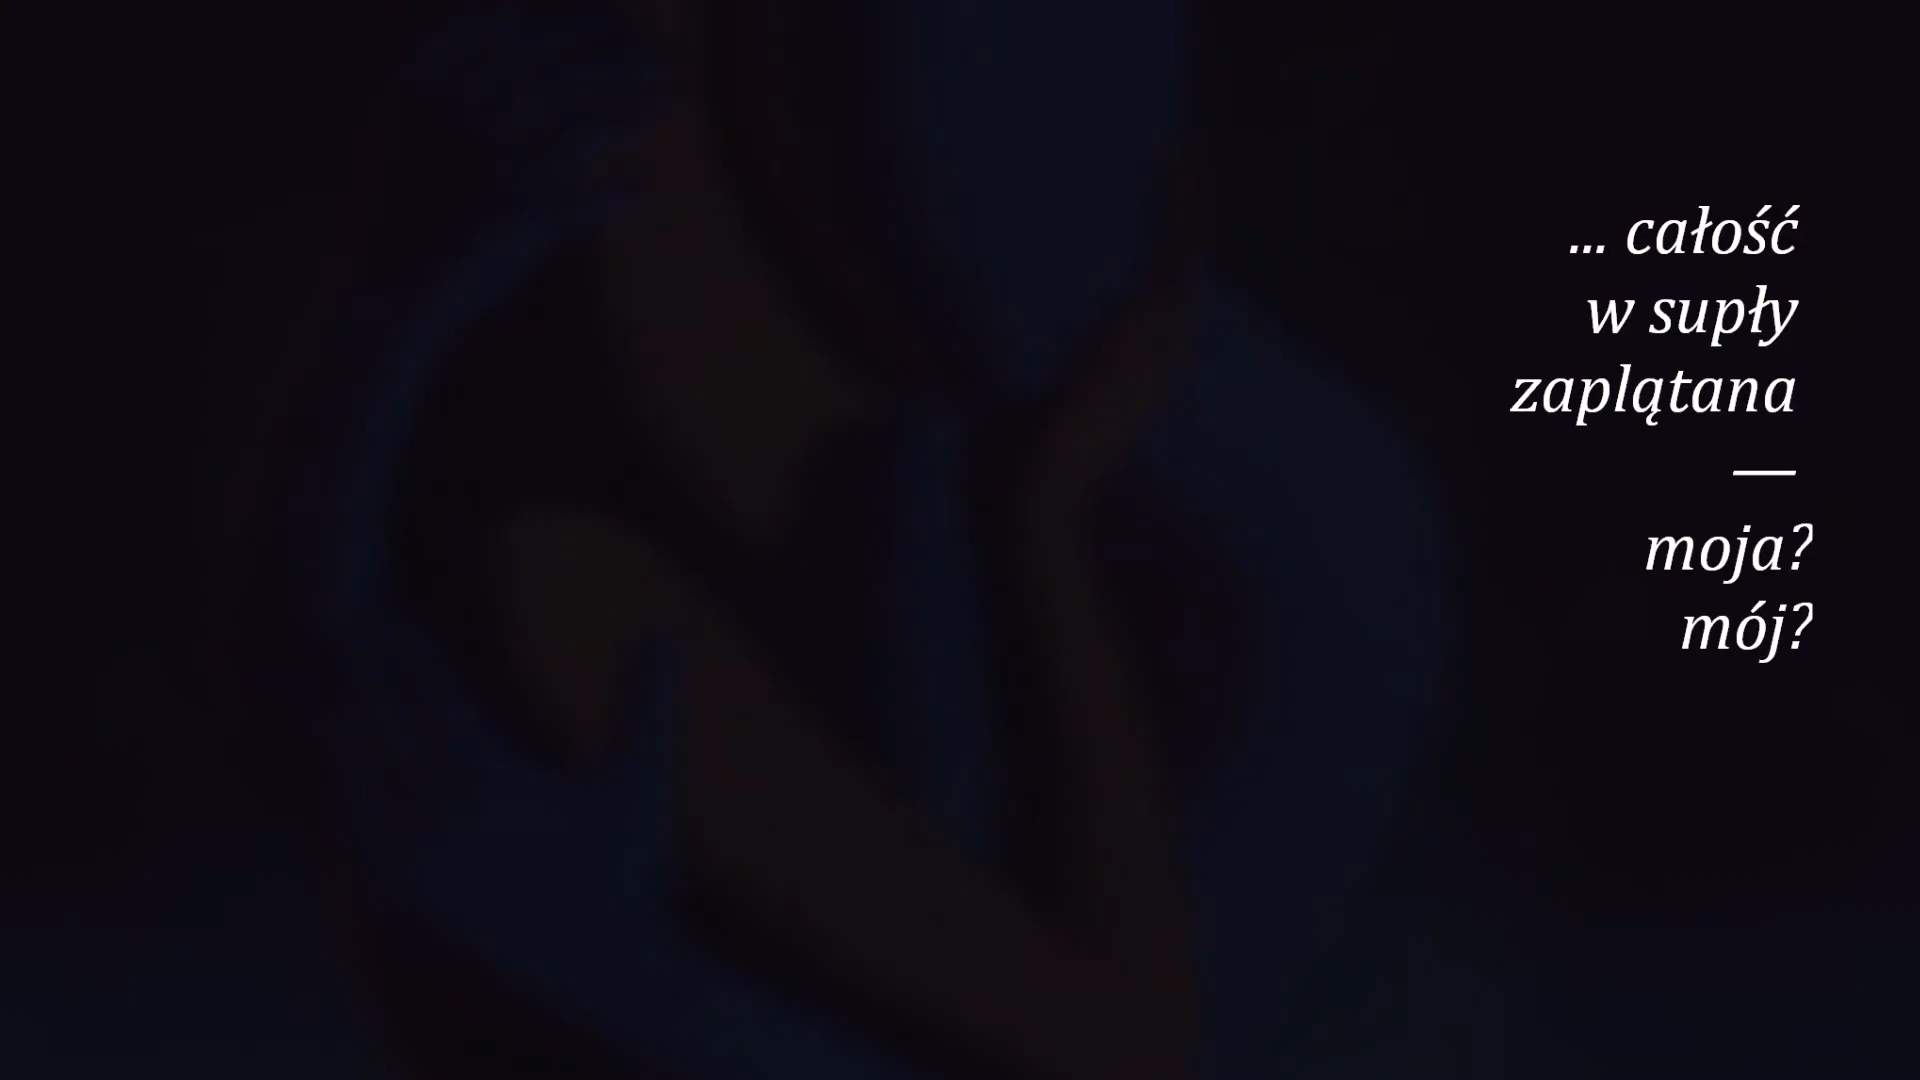 ... całość
w supły
zaplątana
—
moja?
mój?